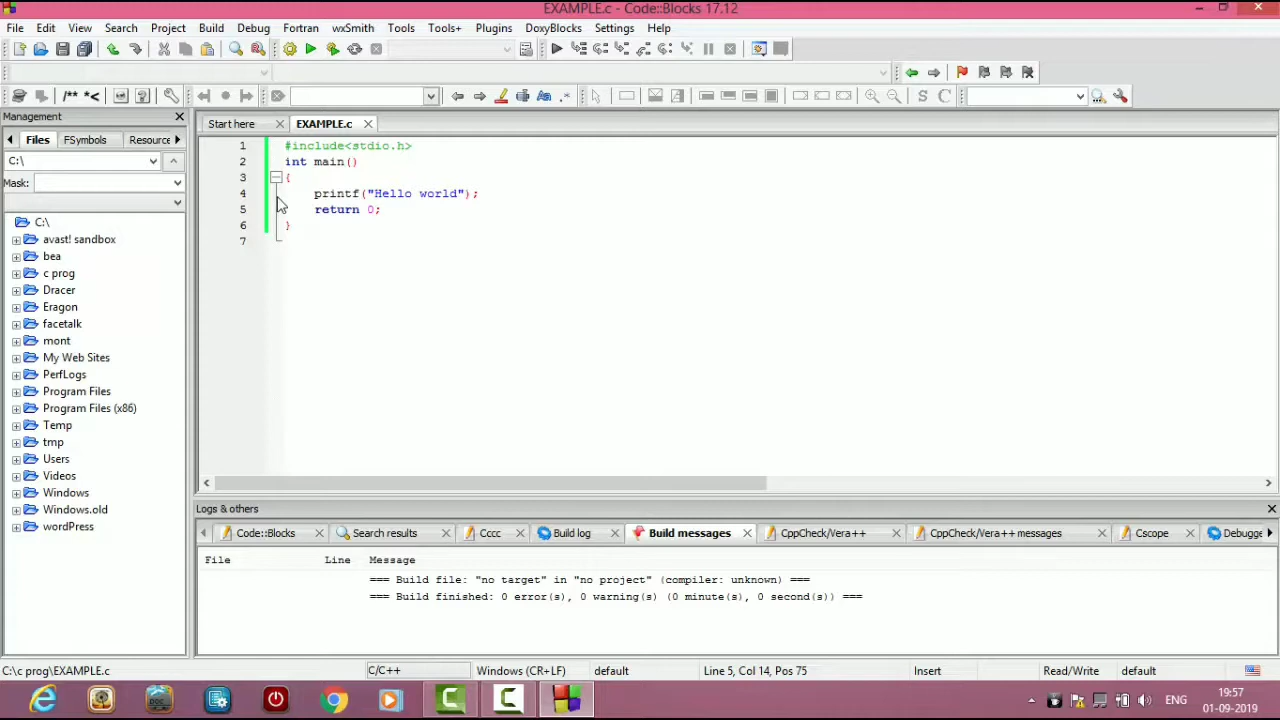 EXAMPLE.c - Code::Blocks 17.12
File Edit View Search Project Build Debug Fortran wxSmith Tools Tools+ Plugins DoxyBlocks Settings Help
/** *<
S C
Management
Files FSymbols Resource
C:\
Mask:
C:\
avast! sandbox
bea
c prog
Dracer
Eragon
facetalk
mont
My Web Sites
PerfLogs
Program Files
Program Files (x86)
Temp
tmp
Users
Videos
Windows
Windows.old
wordPress
Start here EXAMPLE.c
1 #include<stdio.h>
2 int main()
3 {
4 printf("Hello world");
5 return 0;
6 }
7
Logs & others
Code::Blocks Search results Cccc Build log Build messages CppCheck/Vera++ CppCheck/Vera++ messages Cscope Debugge
File Line Message
=== Build file: "no target" in "no project" (compiler: unknown) ===
=== Build finished: 0 error(s), 0 warning(s) (0 minute(s), 0 second(s)) ===
C:\c prog\EXAMPLE.c C/C++ Windows (CR+LF) default Line 5, Col 14, Pos 75 Insert Read/Write default
ENG
19:57
01-09-2019